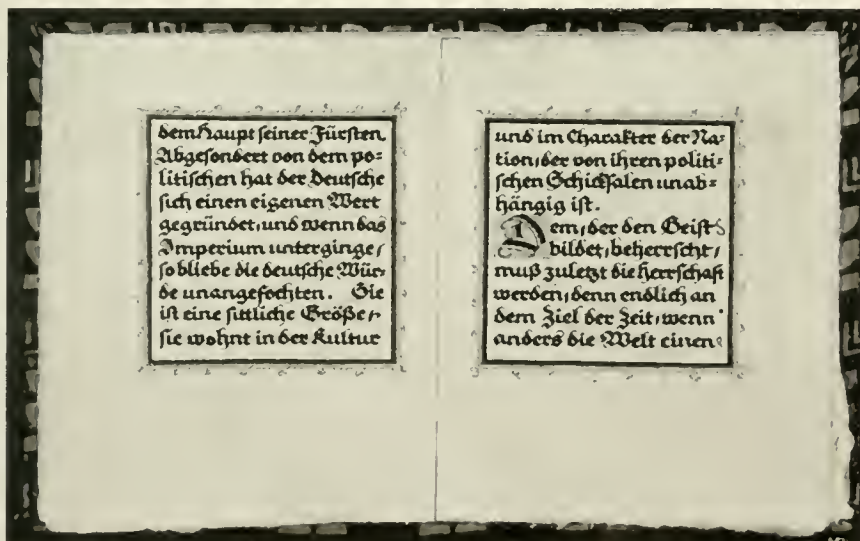 dem Haupt seiner Fürsten.
Abgesondert von dem po=
litischen hat der Deutsche
sich einen eigenen Wert
gegründet, und wenn das
Imperium unterginge,
so bliebe die deutsche Wür=
de unangefochten. Sie
ist eine sittliche Größe,
sie wohnt in der Kultur
und im Charakter der Na=
tion, der von ihren politi=
schen Schicksalen unab=
hängig ist.
Dem, der den Geist
bildet, beherrscht,
muß zuletzt die Herrschaft
werden, denn endlich an
dem Ziel der Zeit, wenn
anders die Welt einen